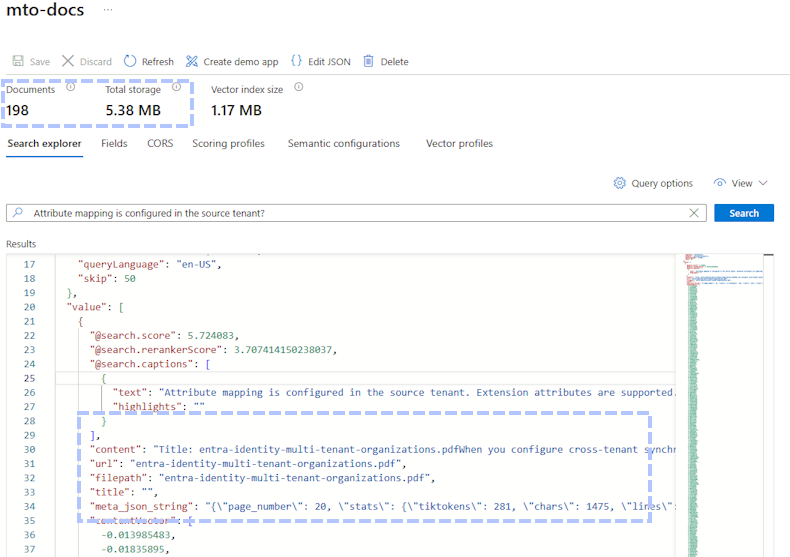 mto-docs ...
Save Discard Refresh Create demo app {} Edit JSON Delete
Documents Total storage Vector index size
198 5.38 MB 1.17 MB
Search explorer Fields CORS Scoring profiles Semantic configurations Vector profiles
Query options View
Attribute mapping is configured in the source tenant? Search
Results
17 "queryLanguage": "en-US",
18 "skip": 50
19 },
20 "value": [
21 {
22 "@search.score": 5.724083,
23 "@search.rerankerScore": 3.707414150238037,
24 "@search.captions": [
25 {
26 "text": "Attribute mapping is configured in the source tenant. Extension attributes are supported.
27 "highlights": ""
28 }
29 ],
30 "content": "Title: entra-identity-multi-tenant-organizations.pdfWhen you configure cross-tenant synchr
31 "url": "entra-identity-multi-tenant-organizations.pdf",
32 "filepath": "entra-identity-multi-tenant-organizations.pdf",
33 "title": "",
34 "meta_json_string": "{\"page_number\": 20, \"stats\": {\"tiktokens\": 281, \"chars\": 1475, \"lines\":
35 "contentVector": [
36 -0.013985483,
37 -0.01835895,